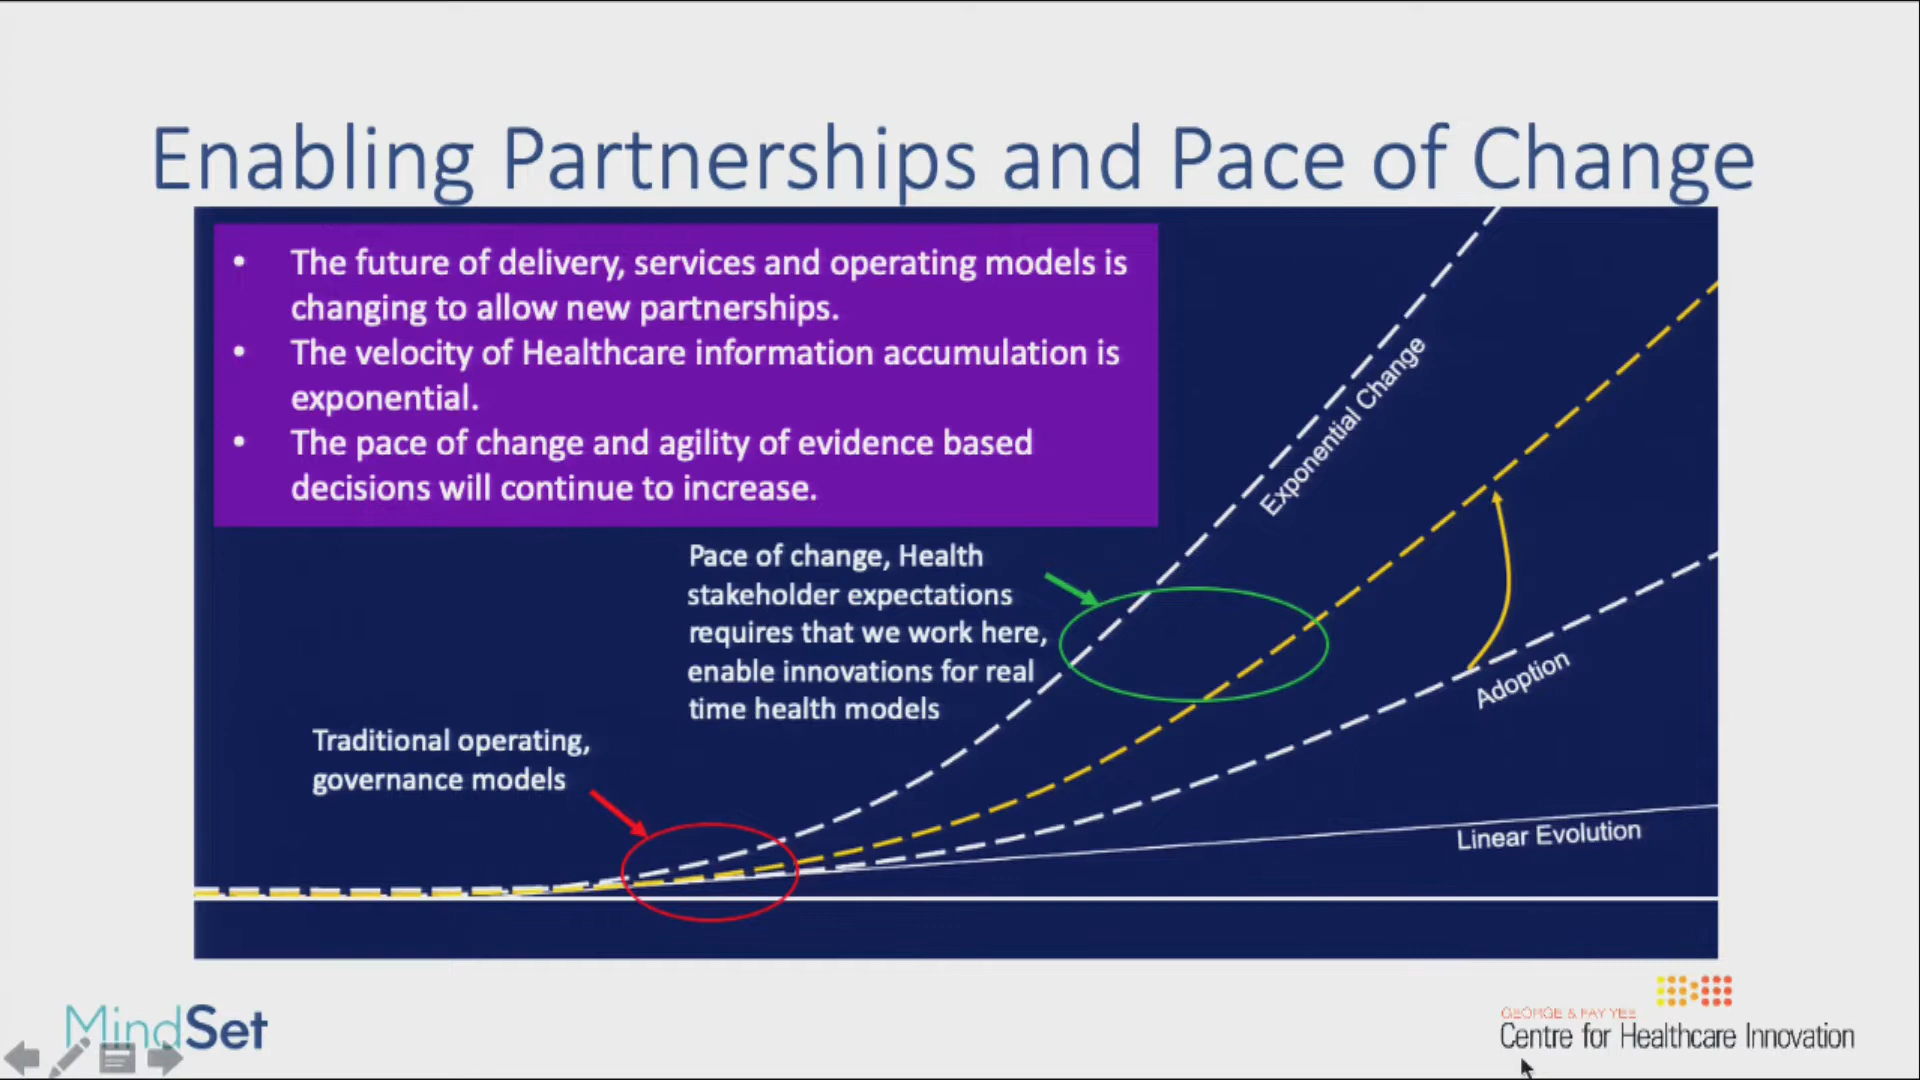 Enabling Partnerships and Pace of Change
• The future of delivery, services and operating models is
changing to allow new partnerships.
• The velocity of Healthcare information accumulation is
exponential.
• The pace of change and agility of evidence based
decisions will continue to increase.
Exponential Change
Pace of change, Health
stakeholder expectations
requires that we work here,
enable innovations for real
time health models
Adoption
Traditional operating,
governance models
Linear Evolution
MindSet
GEORGE & FAY YEE
Centre for Healthcare Innovation